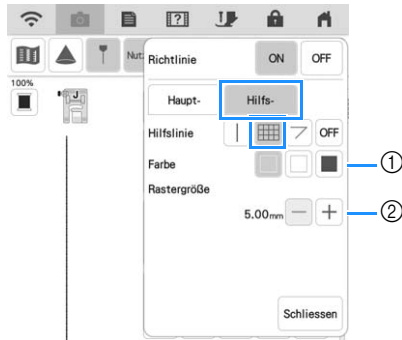 Nut
Richtlinie ON OFF
100%
J
Haupt- Hilfs-
Hilfslinie OFF
Farbe ①
Rastergröße
5.00mm − + ②
Schliessen